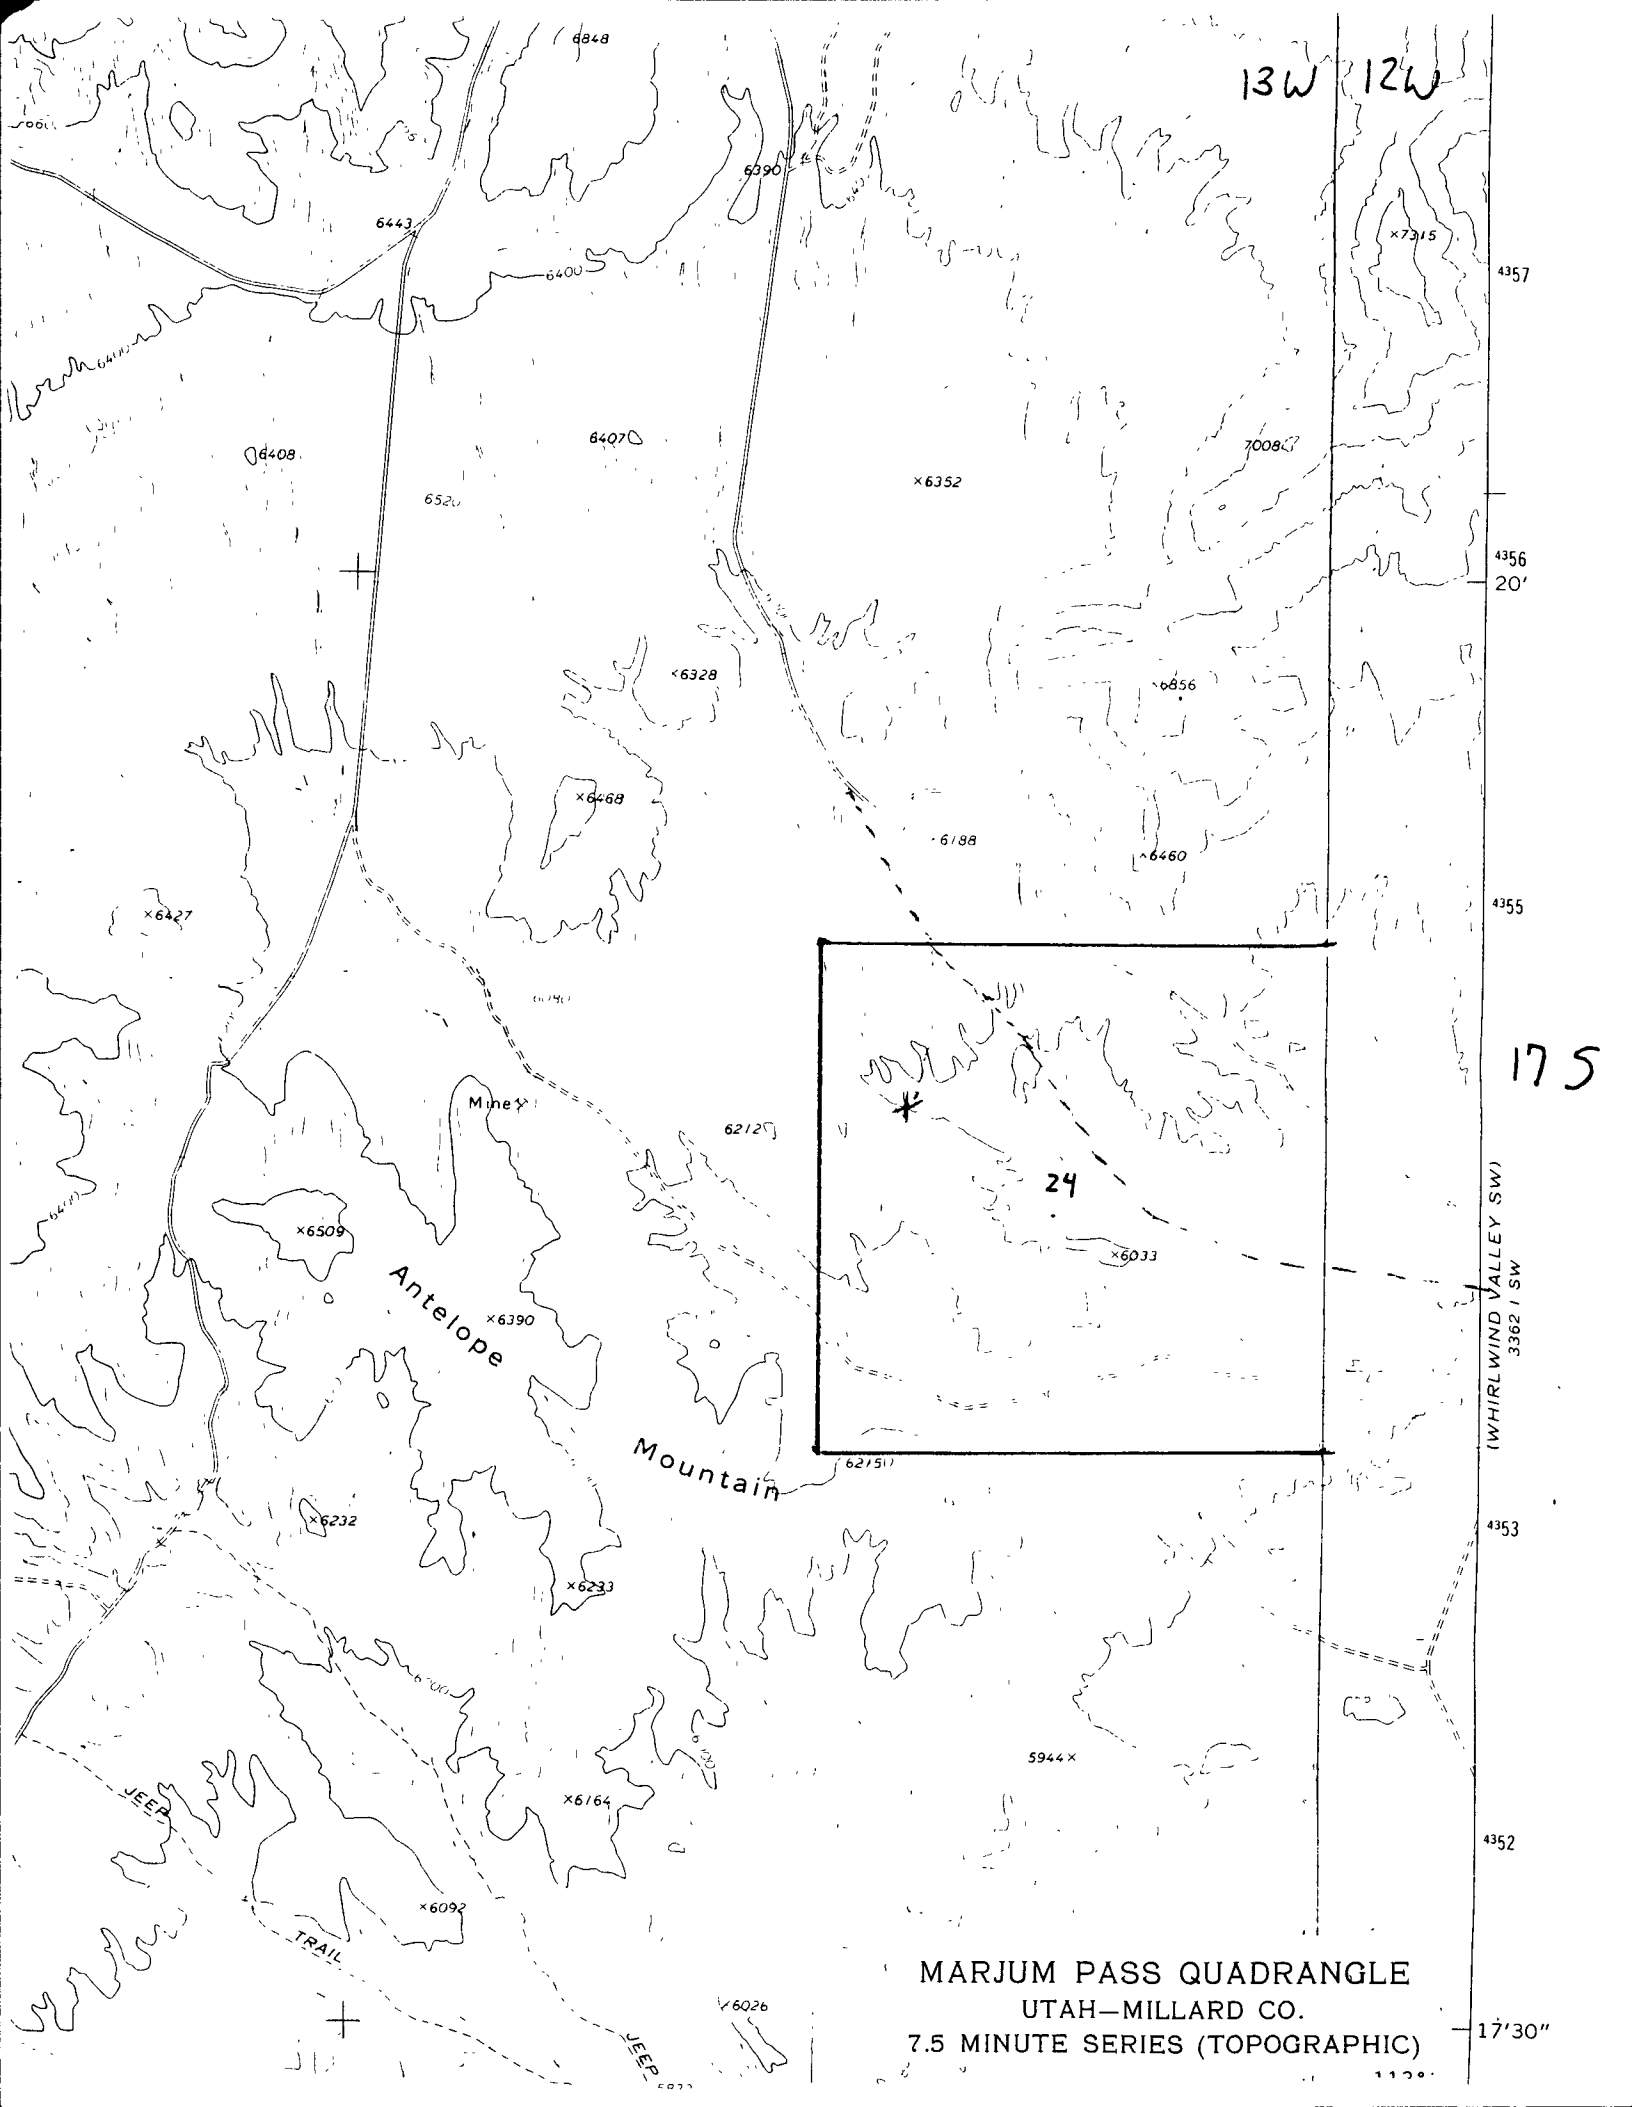 6848
13W 12W
6390
6443
×7315
6400
4357
6400
6408
6407
7008
×6352
6520
4356
20'
×6328
6856
×6468
6188
6460
×6427
4355
17 S
Mine
6212
24
6400
×6509
×6033
Antelope
×6390
(WHIRLWIND VALLEY SW)
3362 I SW
Mountain
6215
×6232
4353
×6233
5944×
JEEP
×6164
4352
×6092
TRAIL
MARJUM PASS QUADRANGLE
×6026
UTAH—MILLARD CO.
17'30"
7.5 MINUTE SERIES (TOPOGRAPHIC)
JEEP